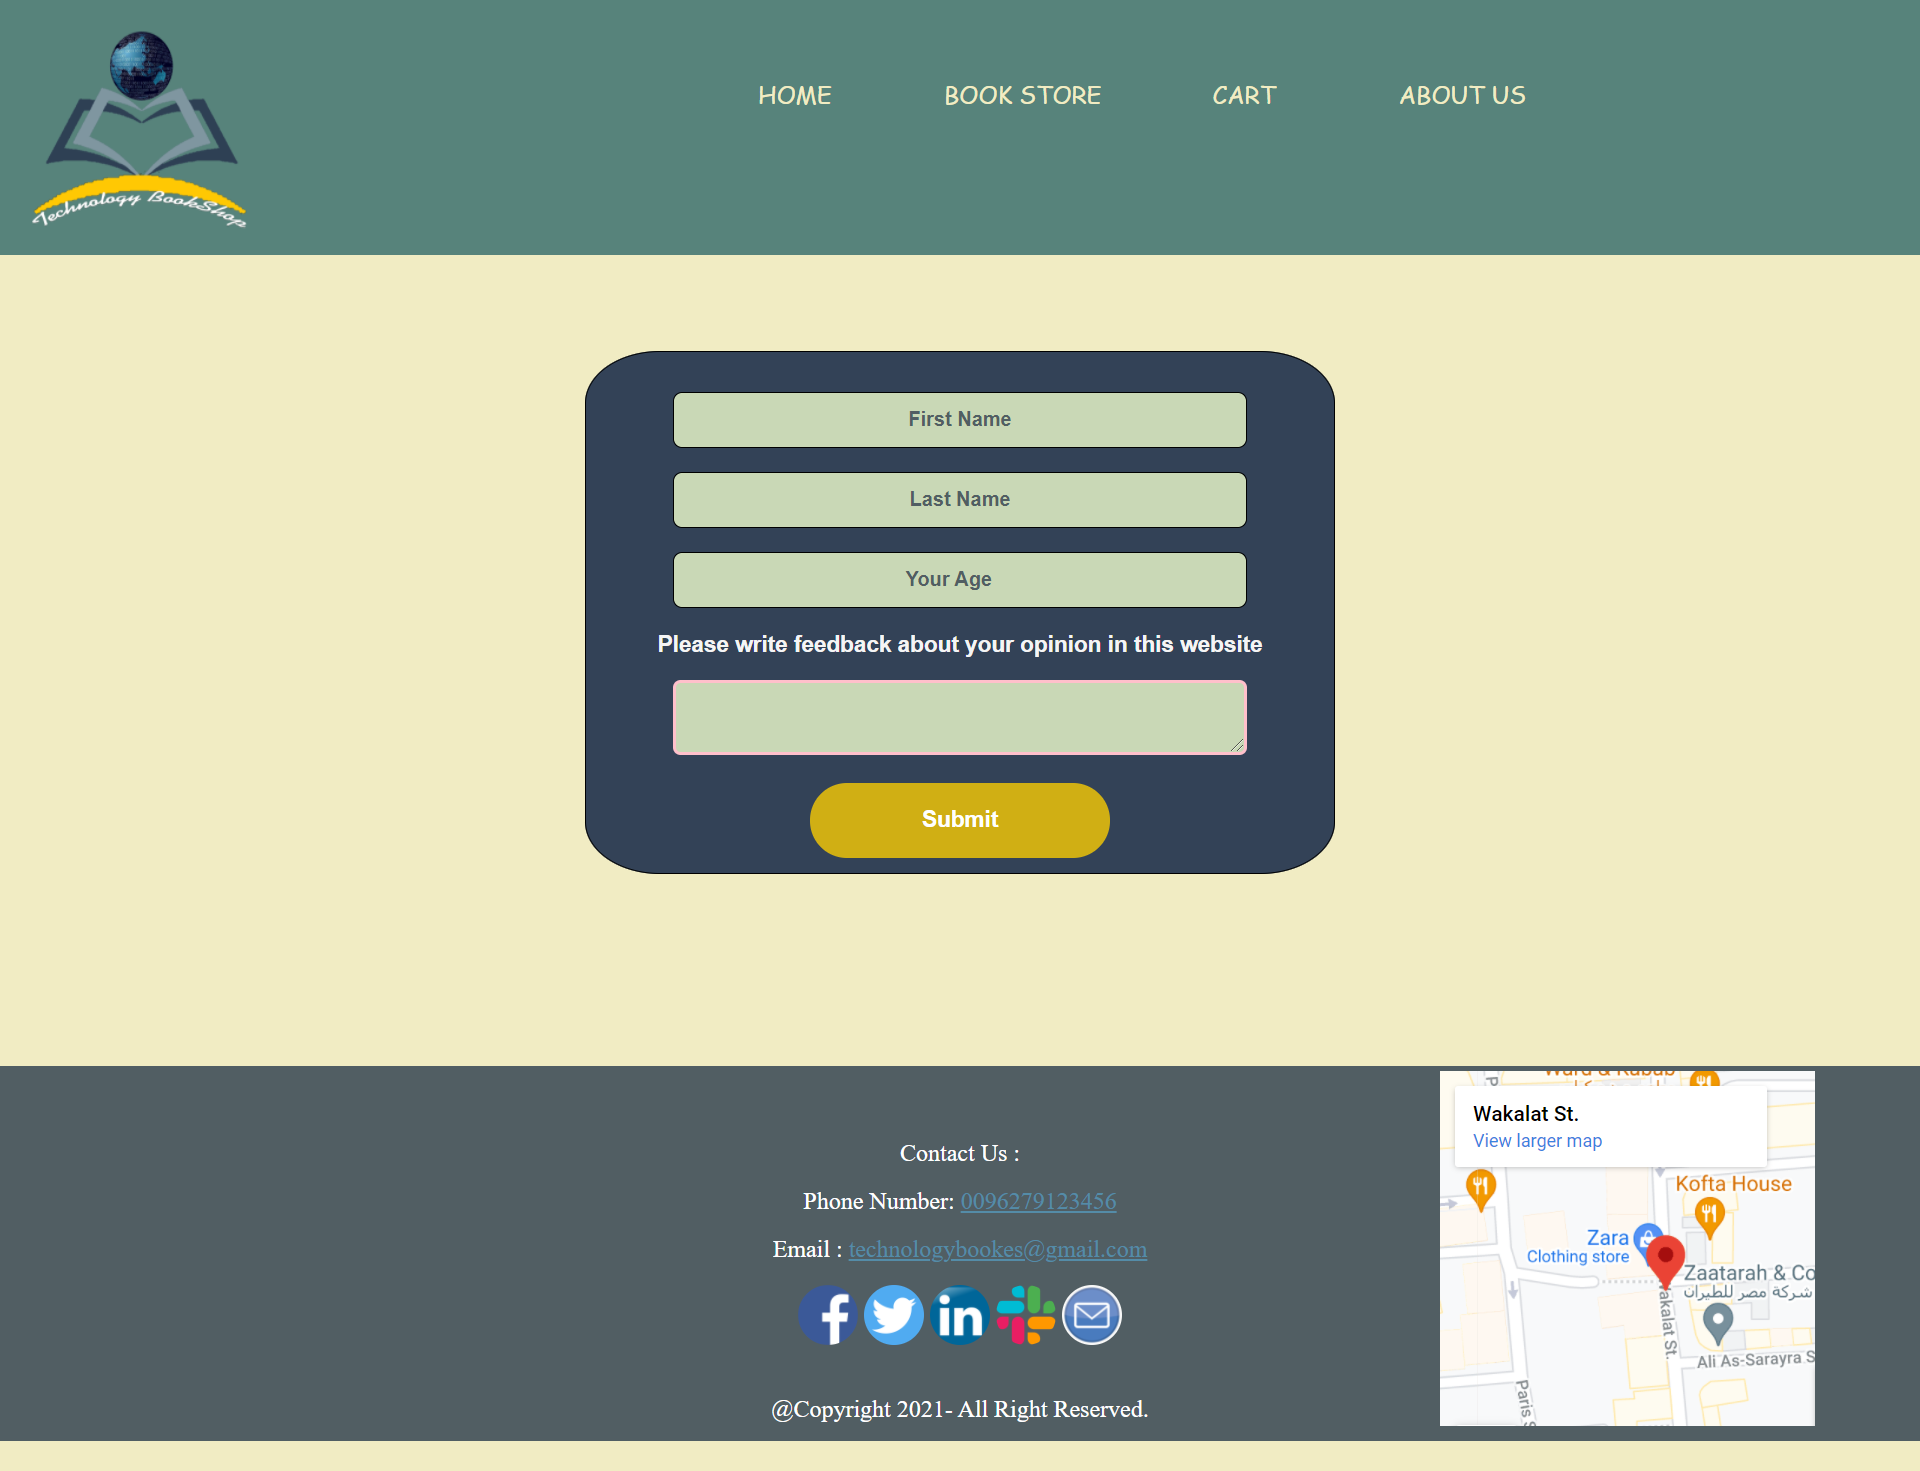 Technology BookShop
HOME
BOOK STORE
CART
ABOUT US
First Name
Last Name
Your Age
Please write feedback about your opinion in this website
Submit
Contact Us :
Phone Number: 0096279123456
Email : technologybookes@gmail.com
f
in
@Copyright 2021- All Right Reserved.
Wakalat St.
View larger map
Kofta House
Zara
Clothing store
Zaatarah & Co
شركة مصر للطيران
akalat St.
Ali As-Sarayra S
Paris S